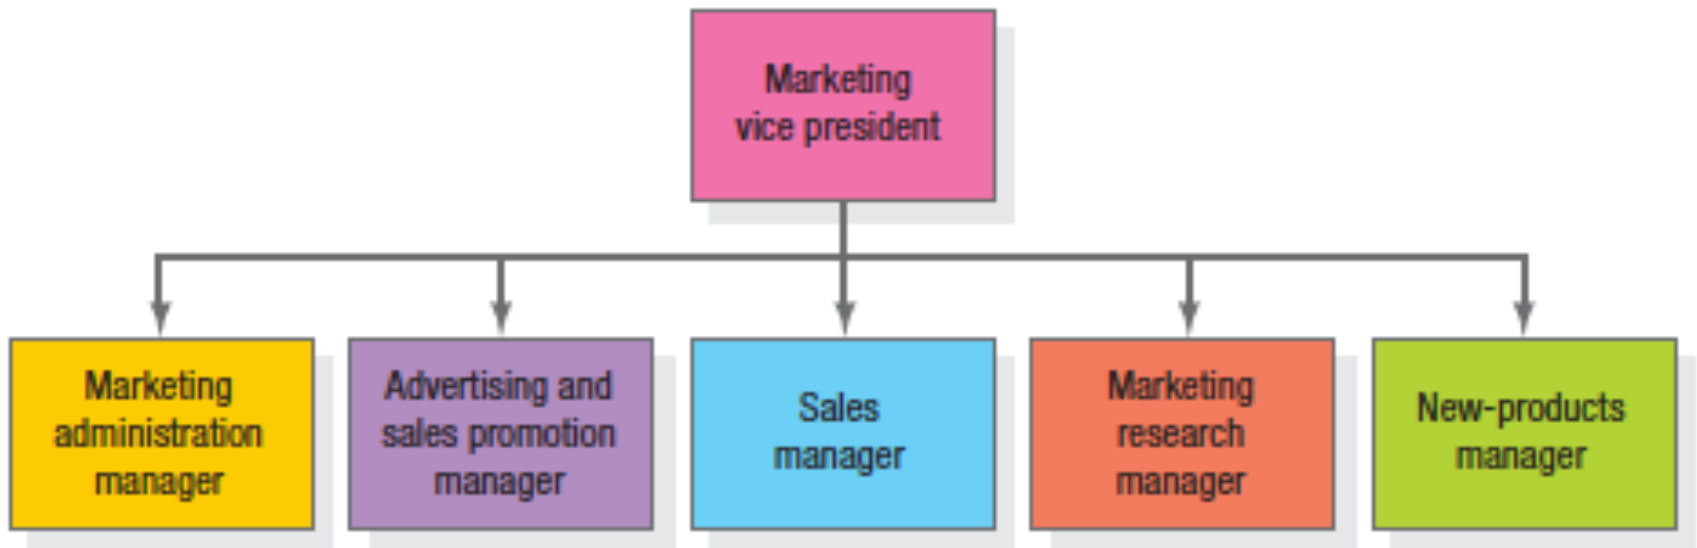 Marketing
vice president
Marketing
administration
manager
Advertising and
sales promotion
manager
Sales
manager
Marketing
research
manager
New-products
manager